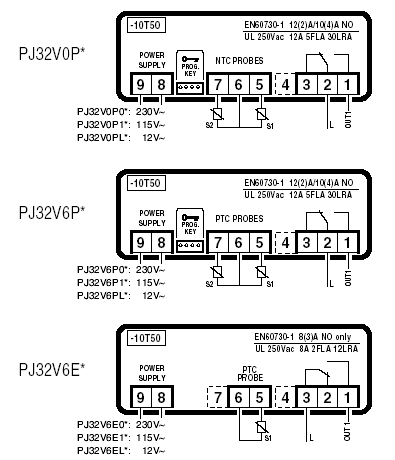 PJ32V0P*
-10T50
EN60730-1 12(2)A/10(4)A NO
UL 250Vac 12A 5FLA 30LRA
POWER SUPPLY
PROG. KEY
NTC PROBES
9 8 7 6 5 4 3 2 1
PJ32V0P0*: 230V~
PJ32V0P1*: 115V~
PJ32V0PL*: 12V~
S2 S1 L OUT1
PJ32V6P*
-10T50
EN60730-1 12(2)A/10(4)A NO
UL 250Vac 12A 5FLA 30LRA
POWER SUPPLY
PROG. KEY
PTC PROBES
9 8 7 6 5 4 3 2 1
PJ32V6P0*: 230V~
PJ32V6P1*: 115V~
PJ32V6PL*: 12V~
S2 S1 L OUT1
PJ32V6E*
-10T50
EN60730-1 8(3)A NO only
UL 250Vac 8A 2FLA 12LRA
POWER SUPPLY
PTC PROBE
9 8 7 6 5 4 3 2 1
PJ32V6E0*: 230V~
PJ32V6E1*: 115V~
PJ32V6EL*: 12V~
S1 L OUT1